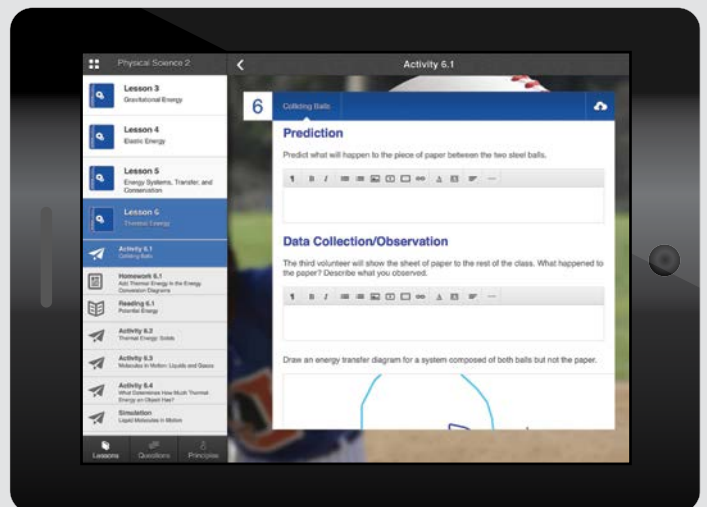 Physical Science 2
Lesson 3
Gravitational Energy
Lesson 4
Elastic Energy
Lesson 5
Energy Systems, Transfer, and
Conservation
Lesson 6
Thermal Energy
Activity 6.1
Colliding Balls
Homework 6.1
Add Thermal Energy to the Energy
Conversion Diagrams
Reading 6.1
Potential Energy
Activity 6.2
Thermal Energy: Solids
Activity 6.3
Molecules in Motion: Liquids and Gases
Activity 6.4
What Determines How Much Thermal
Energy an Object Has?
Simulation
Liquid Molecules in Motion
Lessons
Questions
Principles
Activity 6.1
6
Colliding Balls
Prediction
Predict what will happen to the piece of paper between the two steel balls.
¶ B I
A
Data Collection/Observation
The third volunteer will show the sheet of paper to the rest of the class. What happened to
the paper? Describe what you observed.
¶ B I
A
Draw an energy transfer diagram for a system composed of both balls but not the paper.